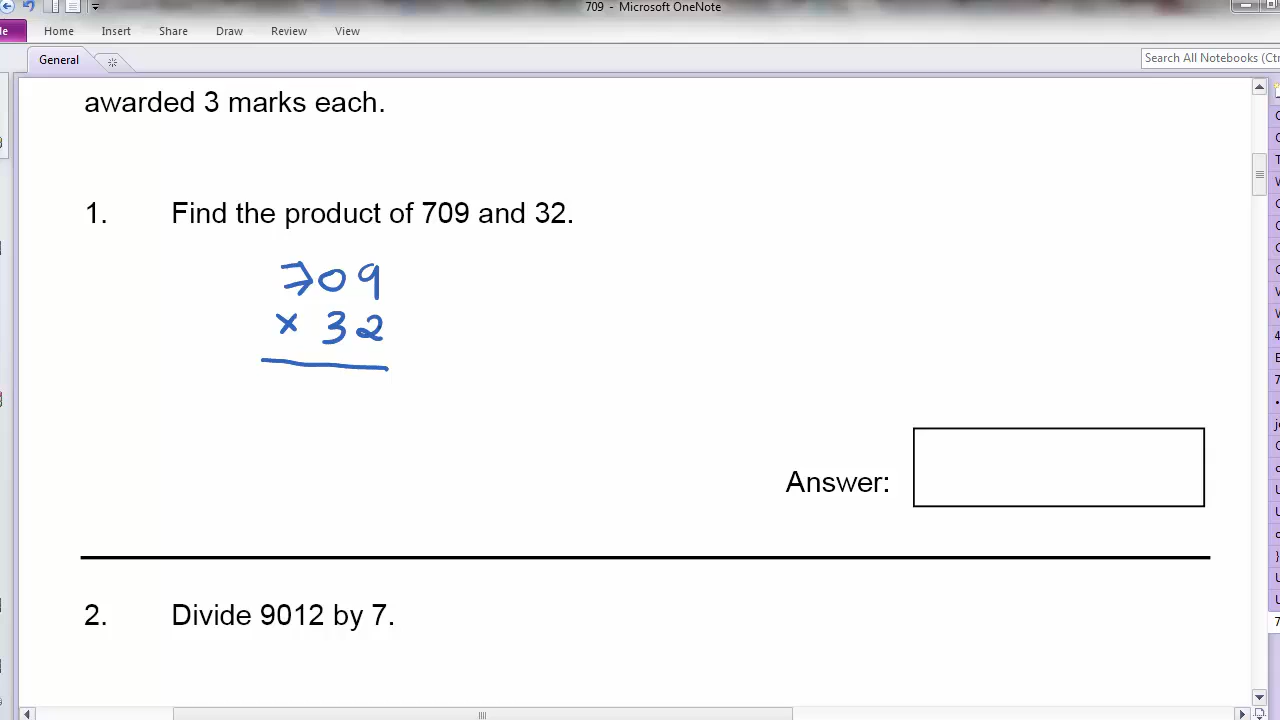 709 - Microsoft OneNote
Home Insert Share Draw Review View
General
Search All Notebooks (Ctr
awarded 3 marks each.
1. Find the product of 709 and 32.
709
× 32
Answer:
2. Divide 9012 by 7.